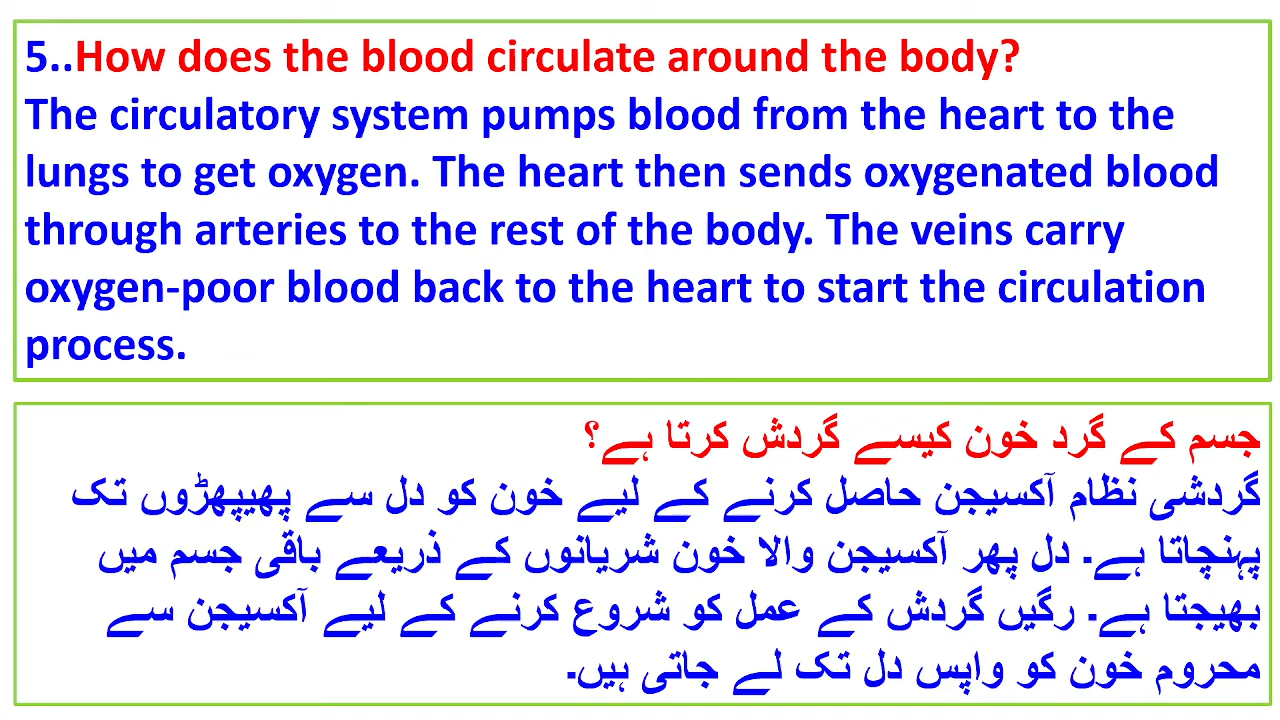 5..How does the blood circulate around the body?
The circulatory system pumps blood from the heart to the
lungs to get oxygen. The heart then sends oxygenated blood
through arteries to the rest of the body. The veins carry
oxygen-poor blood back to the heart to start the circulation
process.
جسم کے گرد خون کیسے گردش کرتا ہے؟
گردشی نظام آکسیجن حاصل کرنے کے لیے خون کو دل سے پھیپھڑوں تک
پہنچاتا ہے۔ دل پھر آکسیجن والا خون شریانوں کے ذریعے باقی جسم میں
بھیجتا ہے۔ رگیں گردش کے عمل کو شروع کرنے کے لیے آکسیجن سے
محروم خون کو واپس دل تک لے جاتی ہیں۔